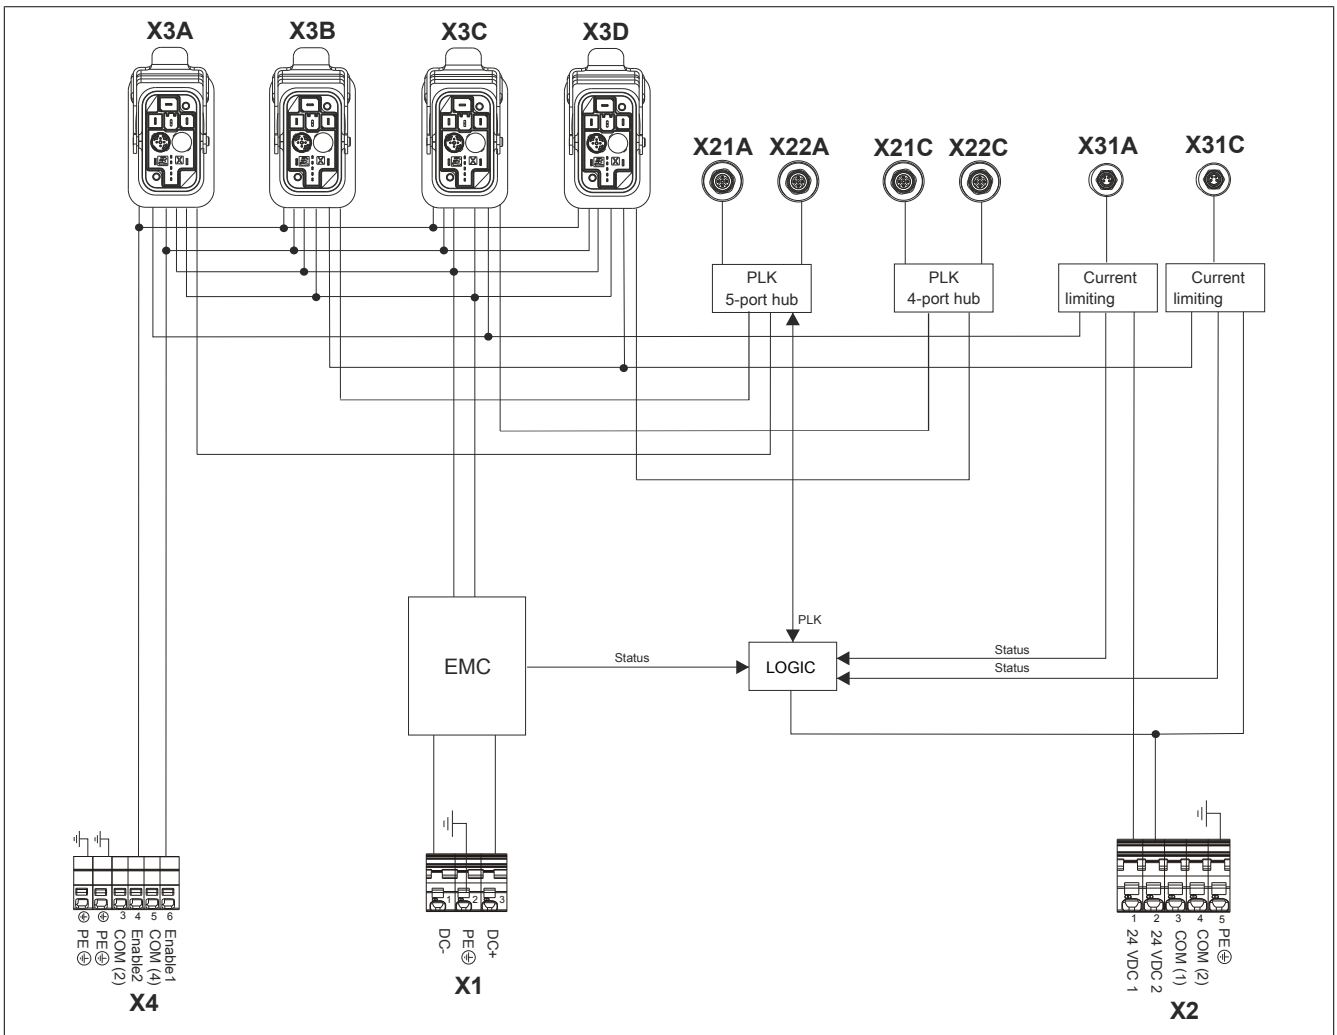 X3A X3B X3C X3D
X21A X22A X21C X22C X31A X31C
PLK
5-port hub
PLK
4-port hub
Current
limiting
Current
limiting
PLK
EMC
Status
LOGIC
Status
Status
3 4 5 6
PE
PE
COM (2)
Enable2
COM (4)
Enable1
X4
1 2 3
DC-
PE
DC+
X1
1 2 3 4 5
24 VDC 1
24 VDC 2
COM (1)
COM (2)
PE
X2